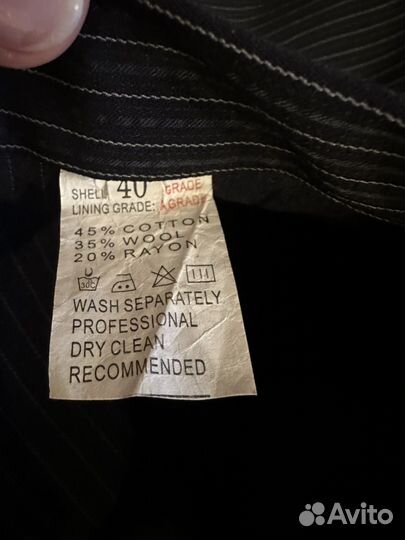 SHELL 40 GRADE
LINING GRADE: A GRADE
45% COTTON
35% WOOL
20% RAYON
30C
WASH SEPARATELY
PROFESSIONAL
DRY CLEAN
RECOMMENDED
Avito